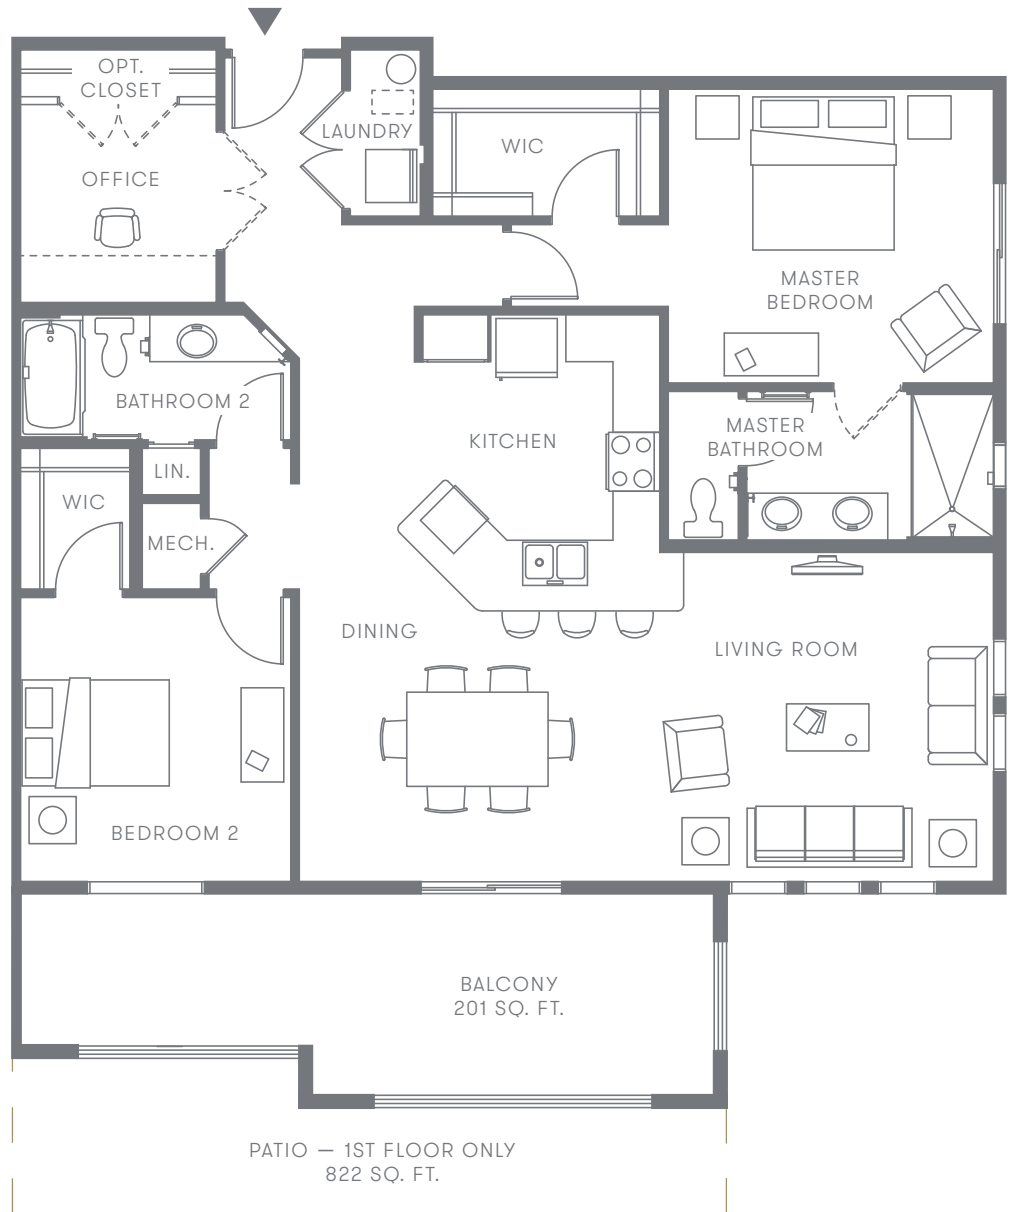 OPT.
CLOSET
LAUNDRY
WIC
OFFICE
MASTER
BEDROOM
BATHROOM 2
KITCHEN
MASTER
BATHROOM
LIN.
WIC
MECH.
DINING
LIVING ROOM
BEDROOM 2
BALCONY
201 SQ. FT.
PATIO — 1ST FLOOR ONLY
822 SQ. FT.